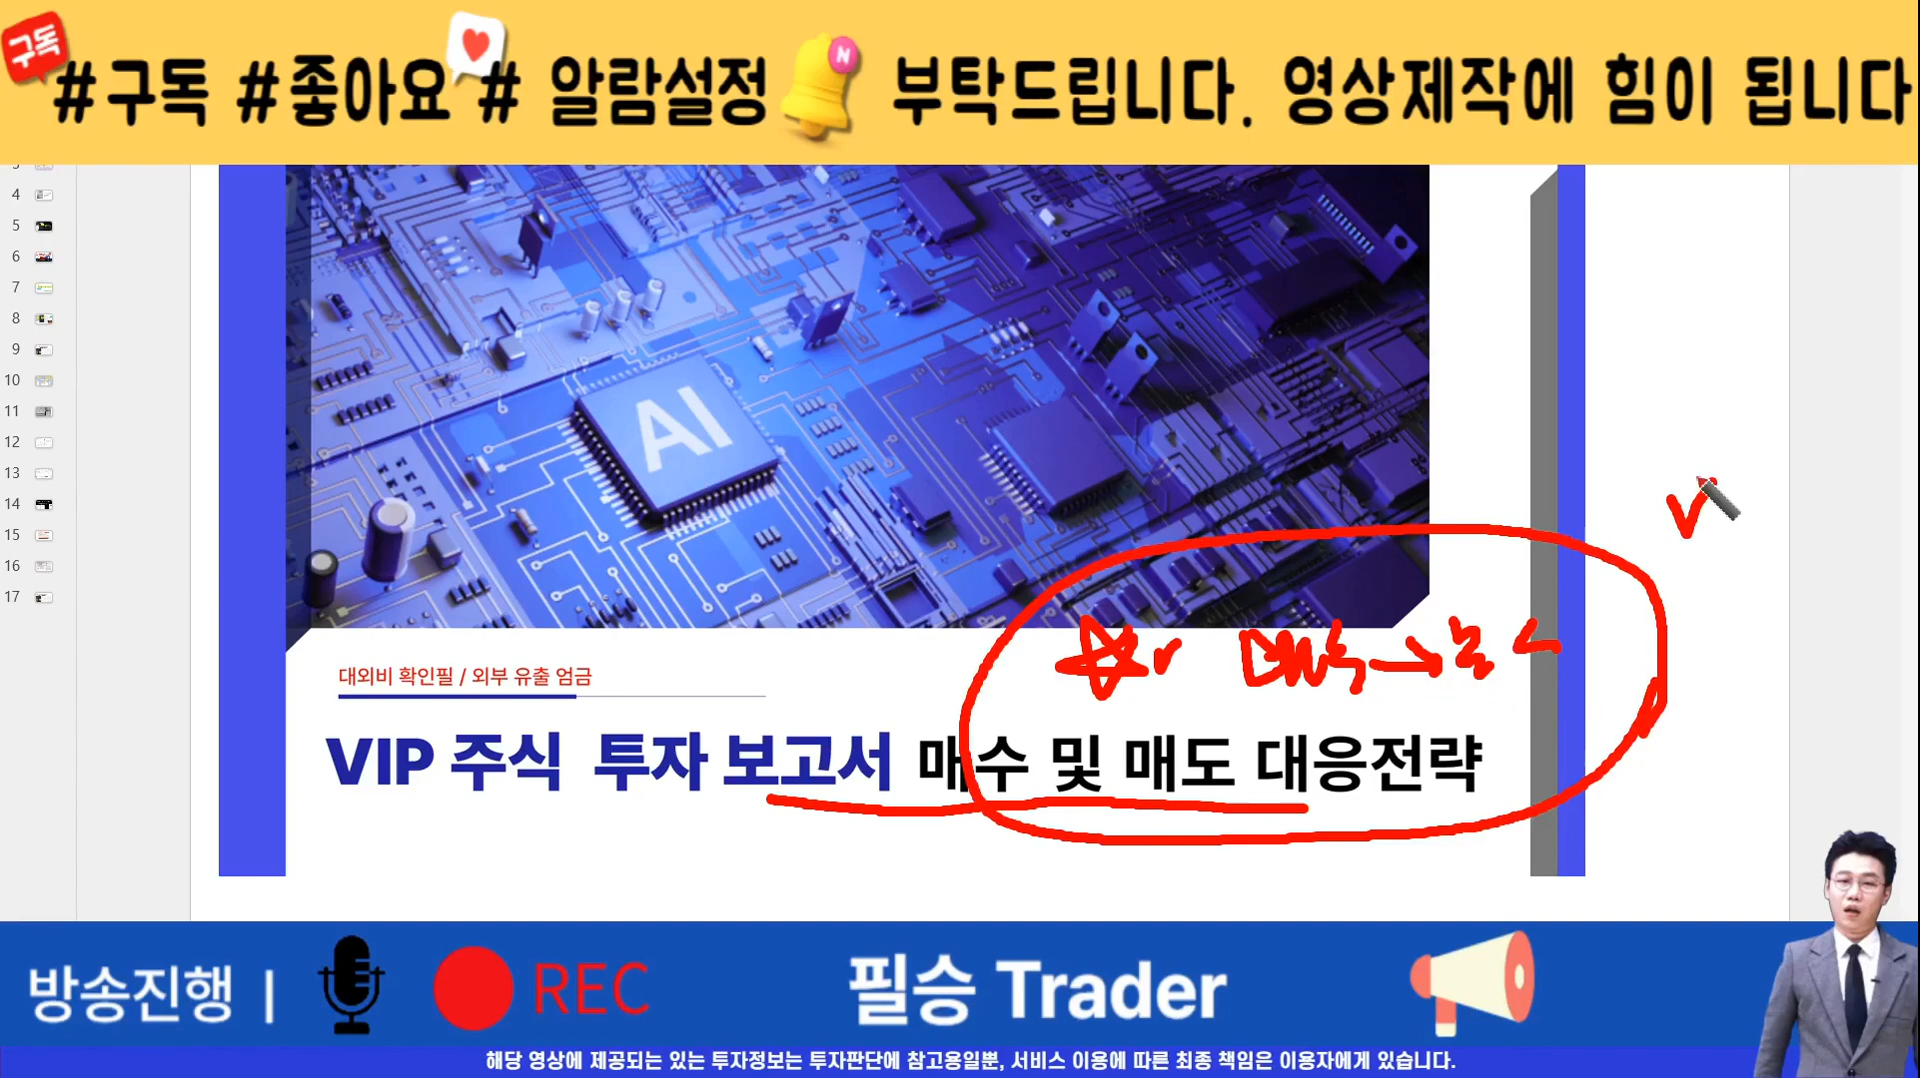 구독
#구독 #좋아요 # 알람설정 N 부탁드립니다. 영상제작에 힘이 됩니다
4
5
6
7
8
9
10
11
12
13
14
15
16
17
AI
대외비 확인필 / 외부 유출 엄금
VIP 주식 투자 보고서 매수 및 매도 대응전략
방송진행 | REC 필승 Trader
해당 영상에 제공되는 있는 투자정보는 투자판단에 참고용일뿐, 서비스 이용에 따른 최종 책임은 이용자에게 있습니다.